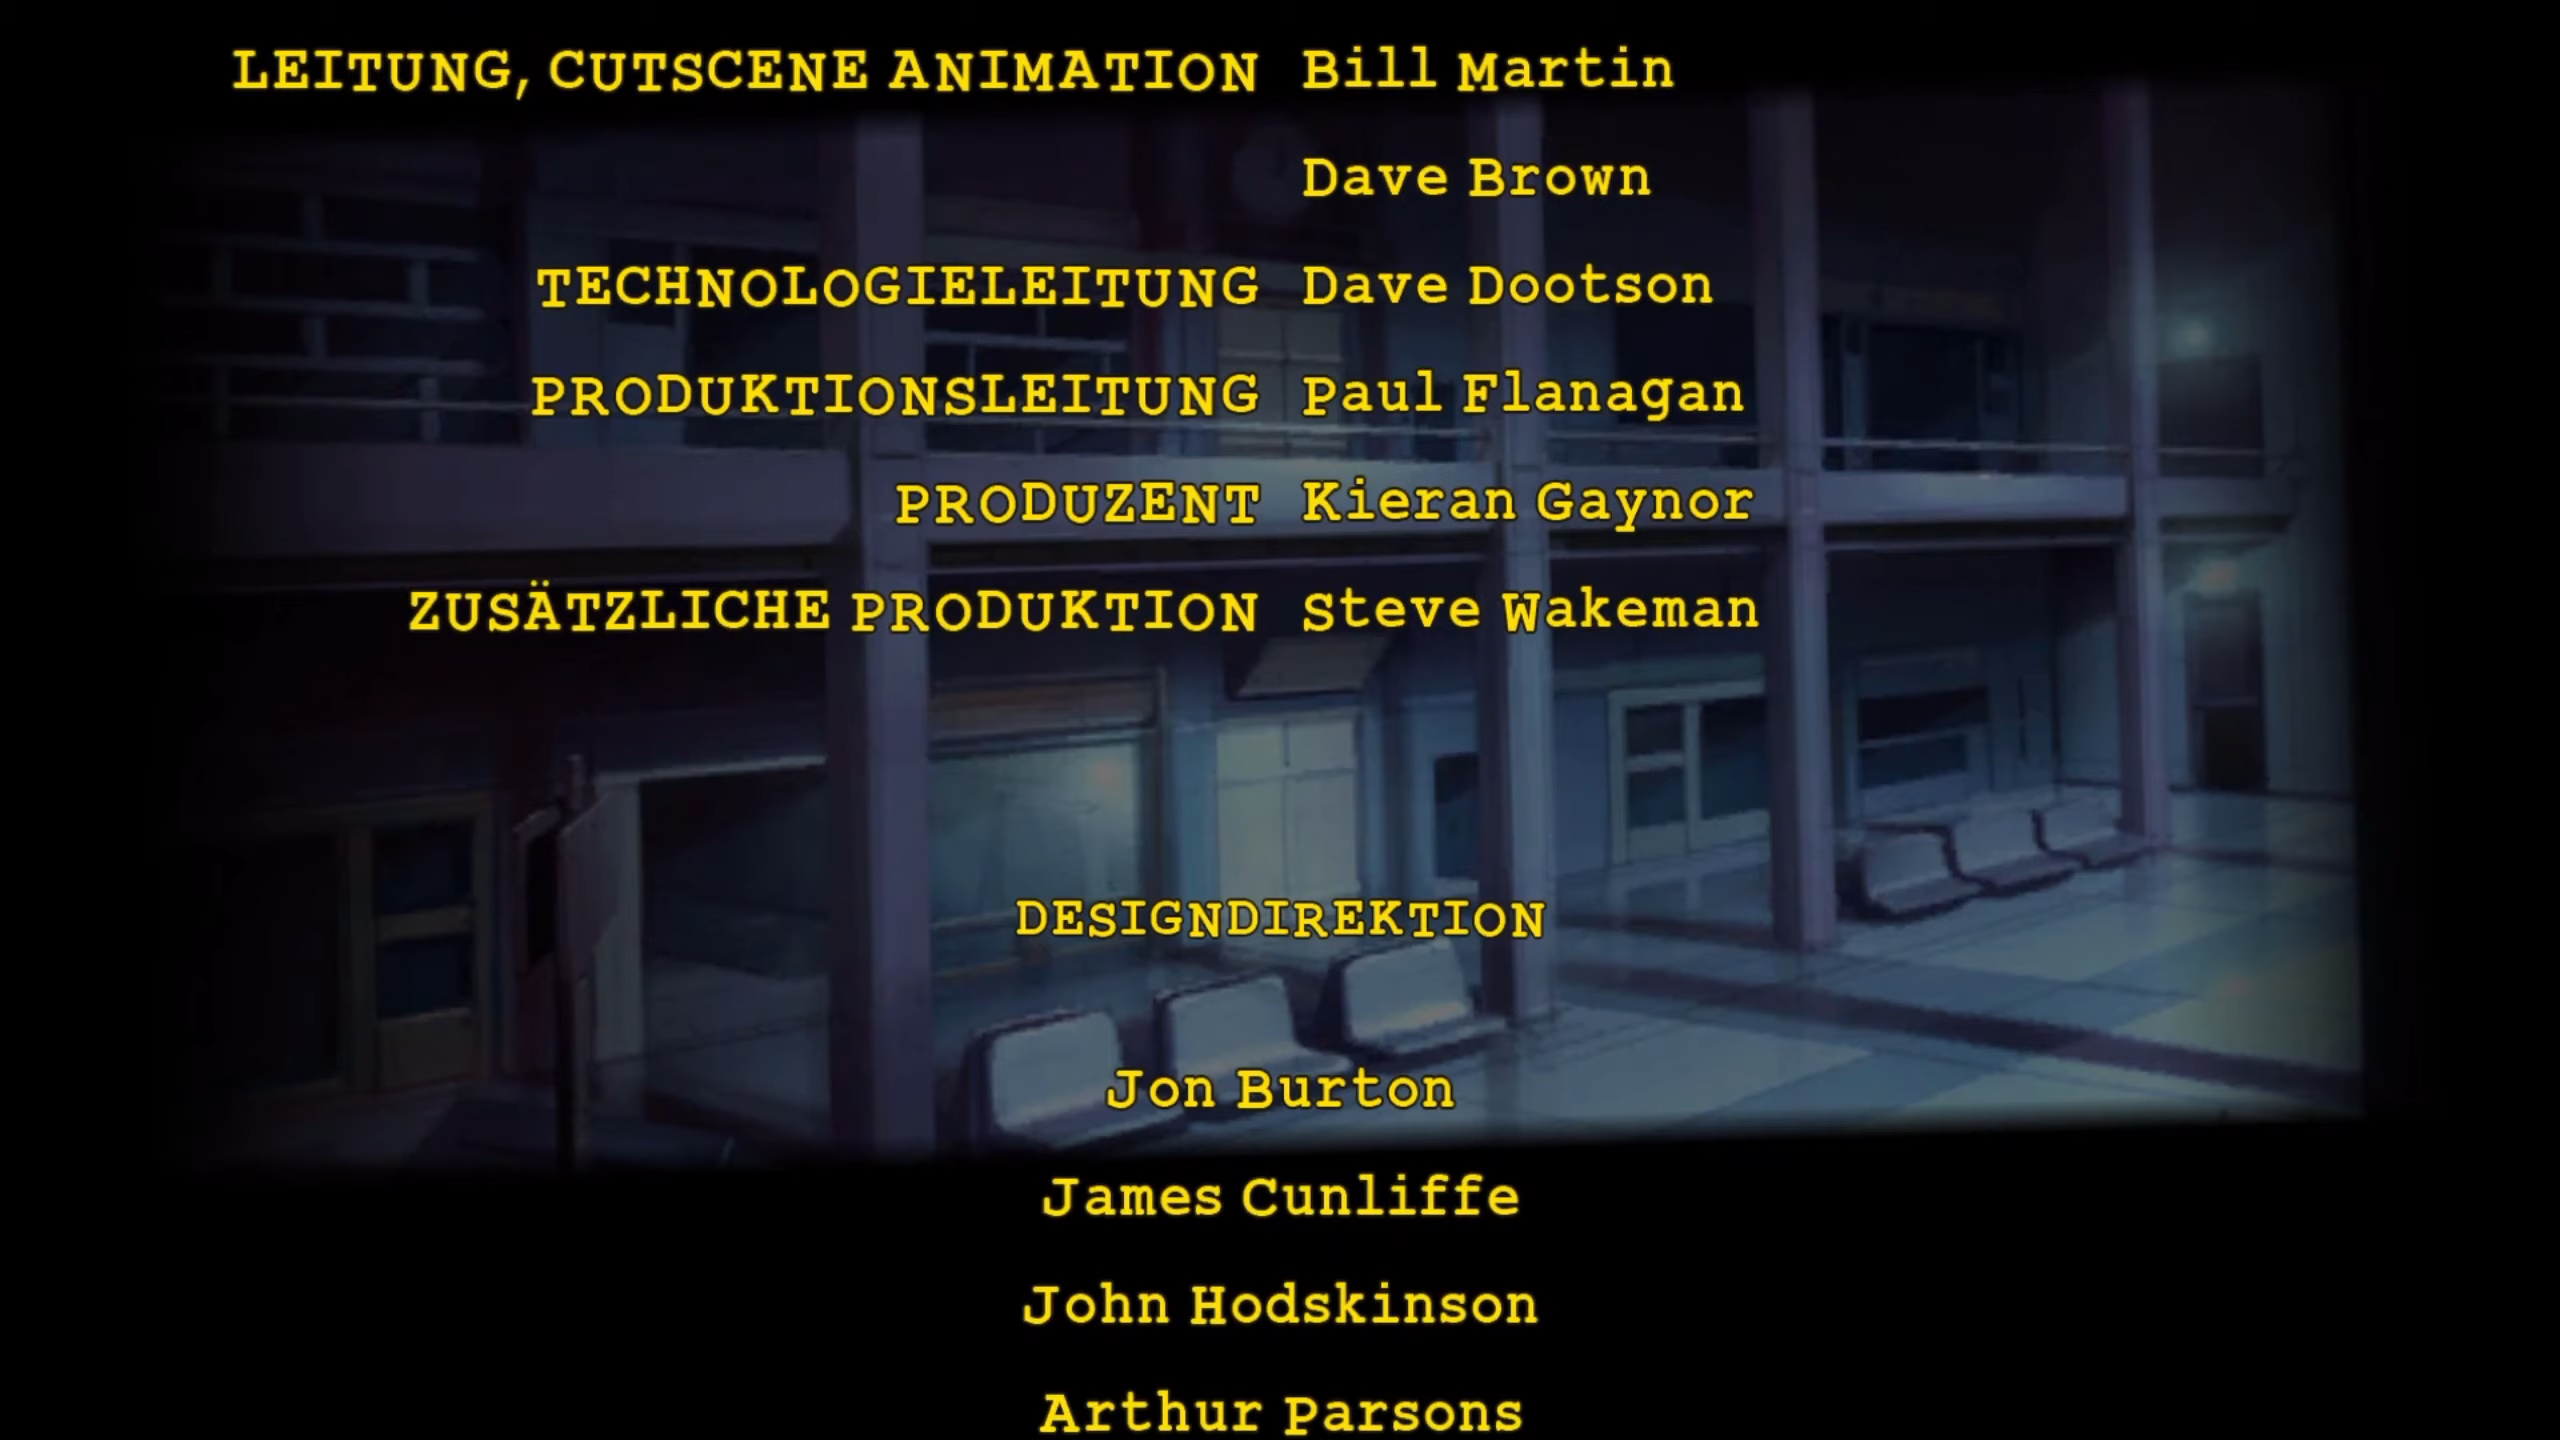 LEITUNG, CUTSCENE ANIMATION Bill Martin
Dave Brown
TECHNOLOGIELEITUNG Dave Dootson
PRODUKTIONSLEITUNG Paul Flanagan
PRODUZENT Kieran Gaynor
ZUSÄTZLICHE PRODUKTION Steve Wakeman
DESIGNDIREKTION
Jon Burton
James Cunliffe
John Hodskinson
Arthur Parsons